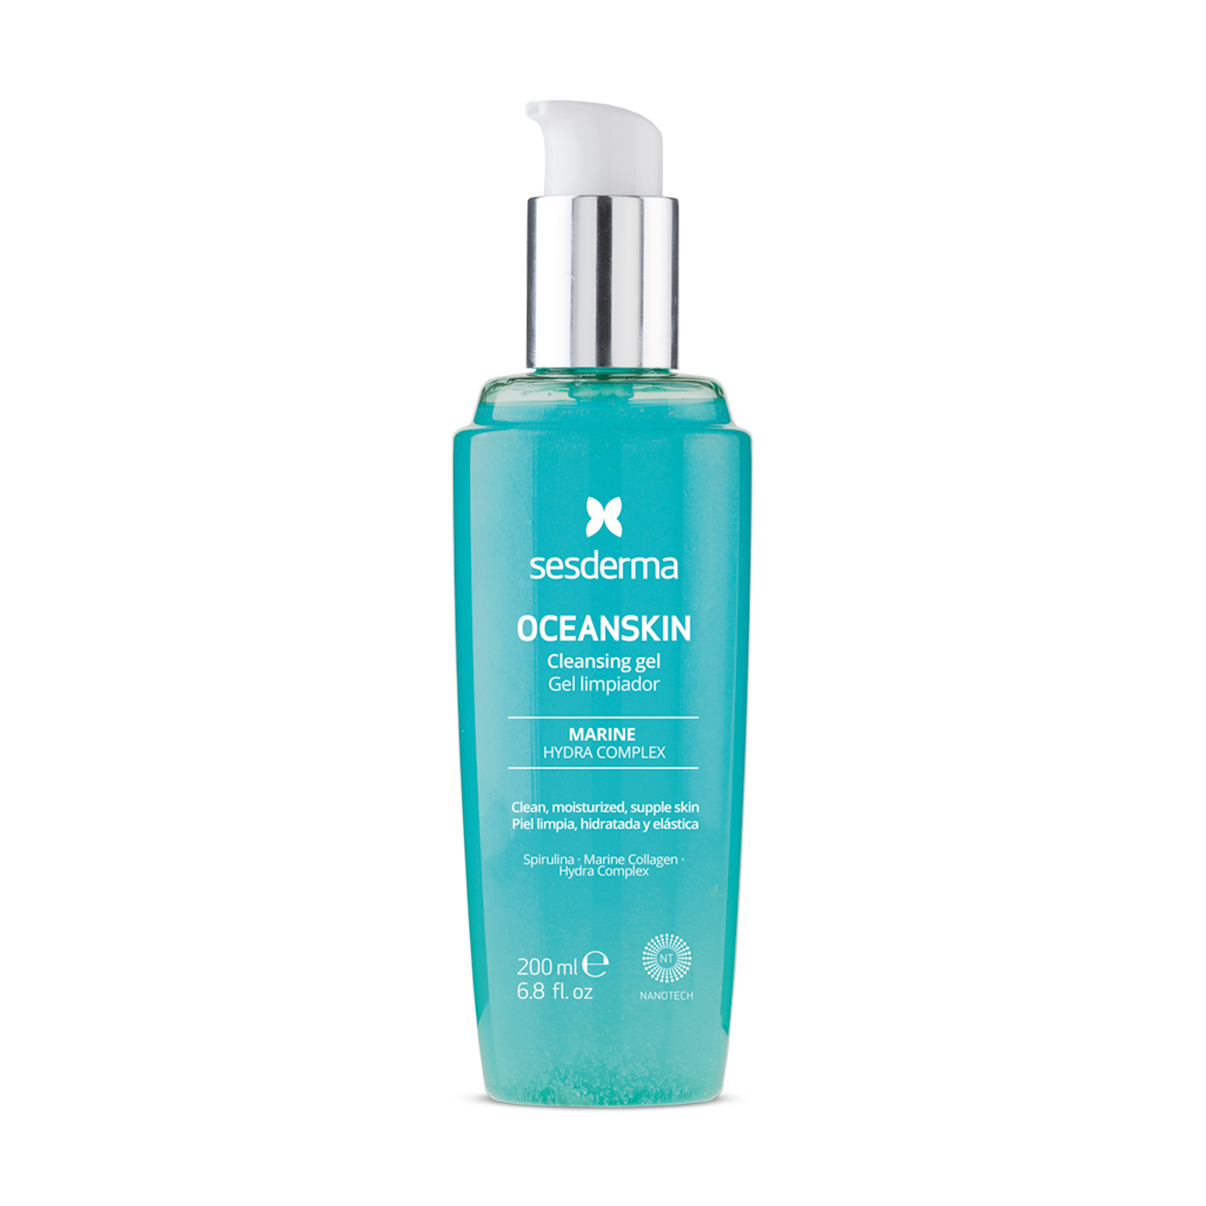 sesderma
OCEANSKIN
Cleansing gel
Gel limpiador
MARINE
HYDRA COMPLEX
Clean, moisturized, supple skin
Piel limpia, hidratada y elástica
Spirulina · Marine Collagen ·
Hydra Complex
200 ml ℮
6.8 fl. oz
NT
NANOTECH